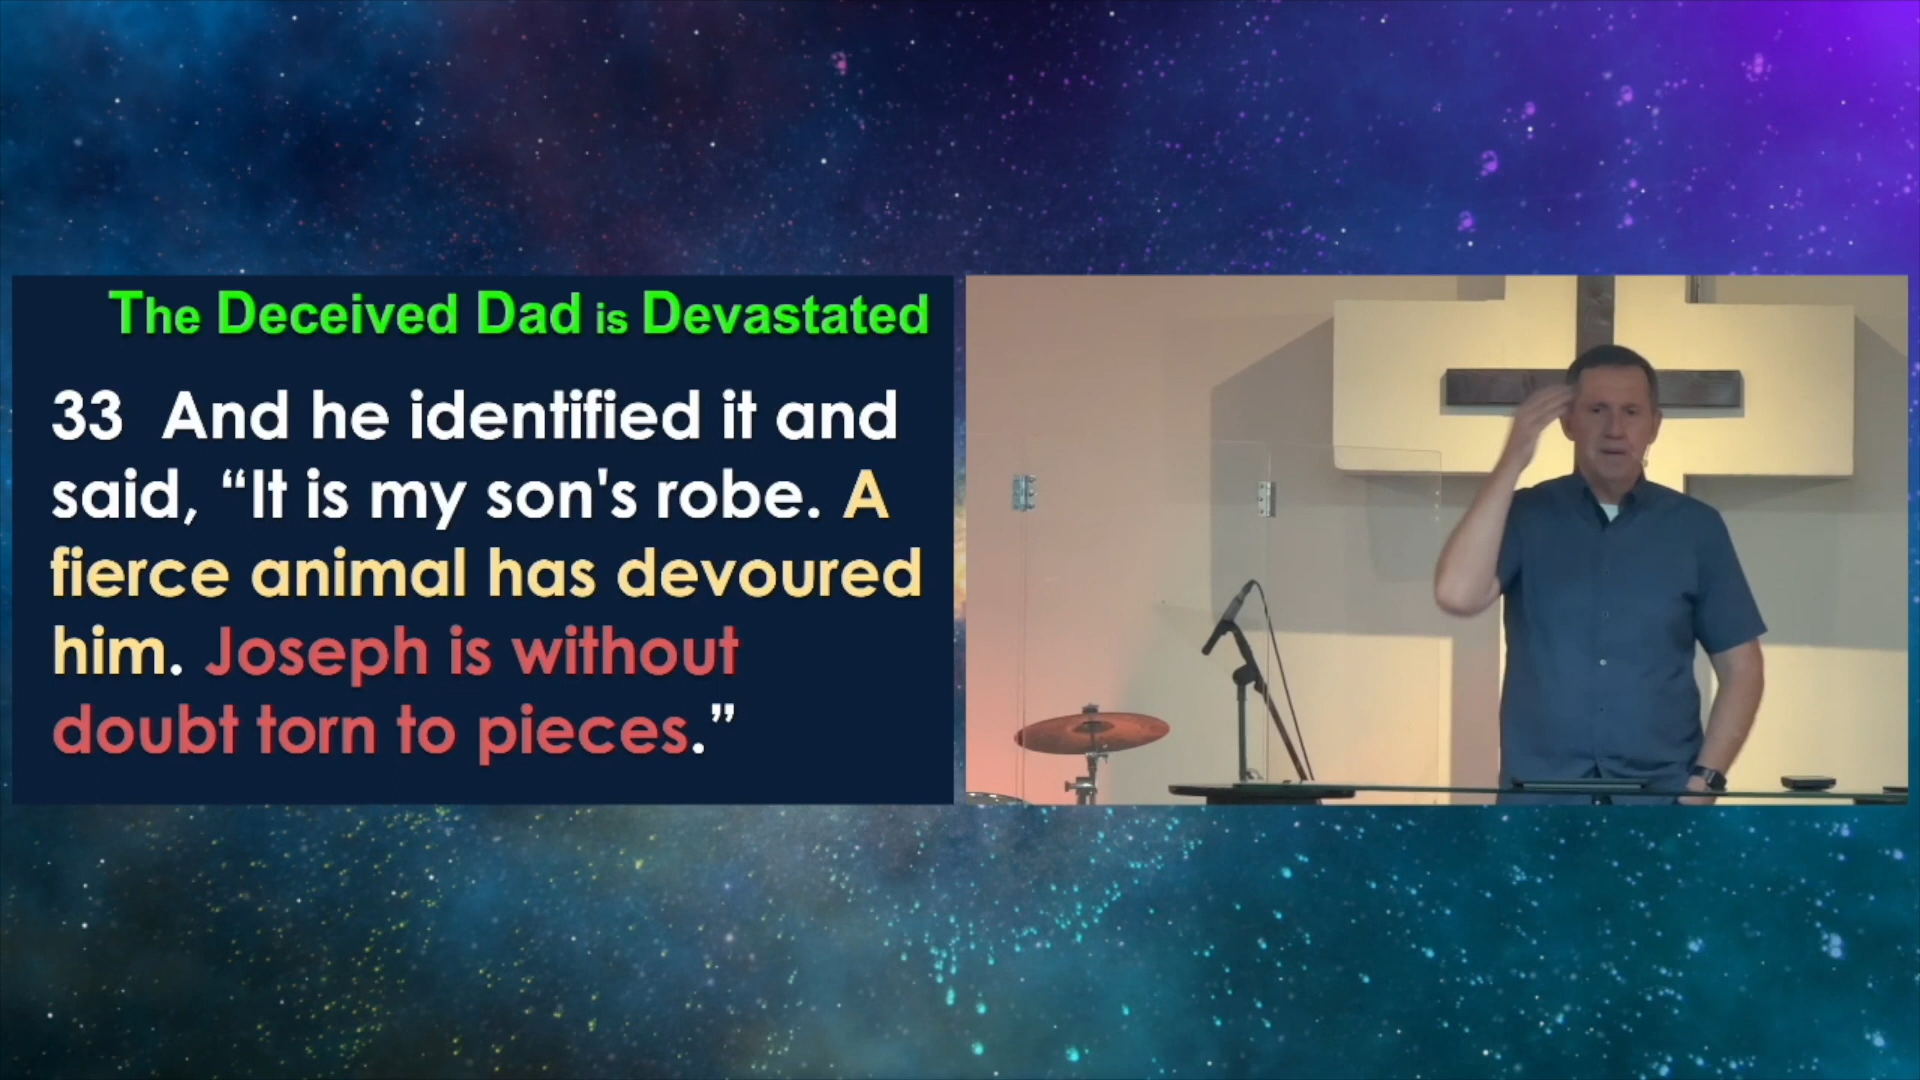 The Deceived Dad is Devastated
33 And he identified it and
said, “It is my son's robe. A
fierce animal has devoured
him. Joseph is without
doubt torn to pieces.”